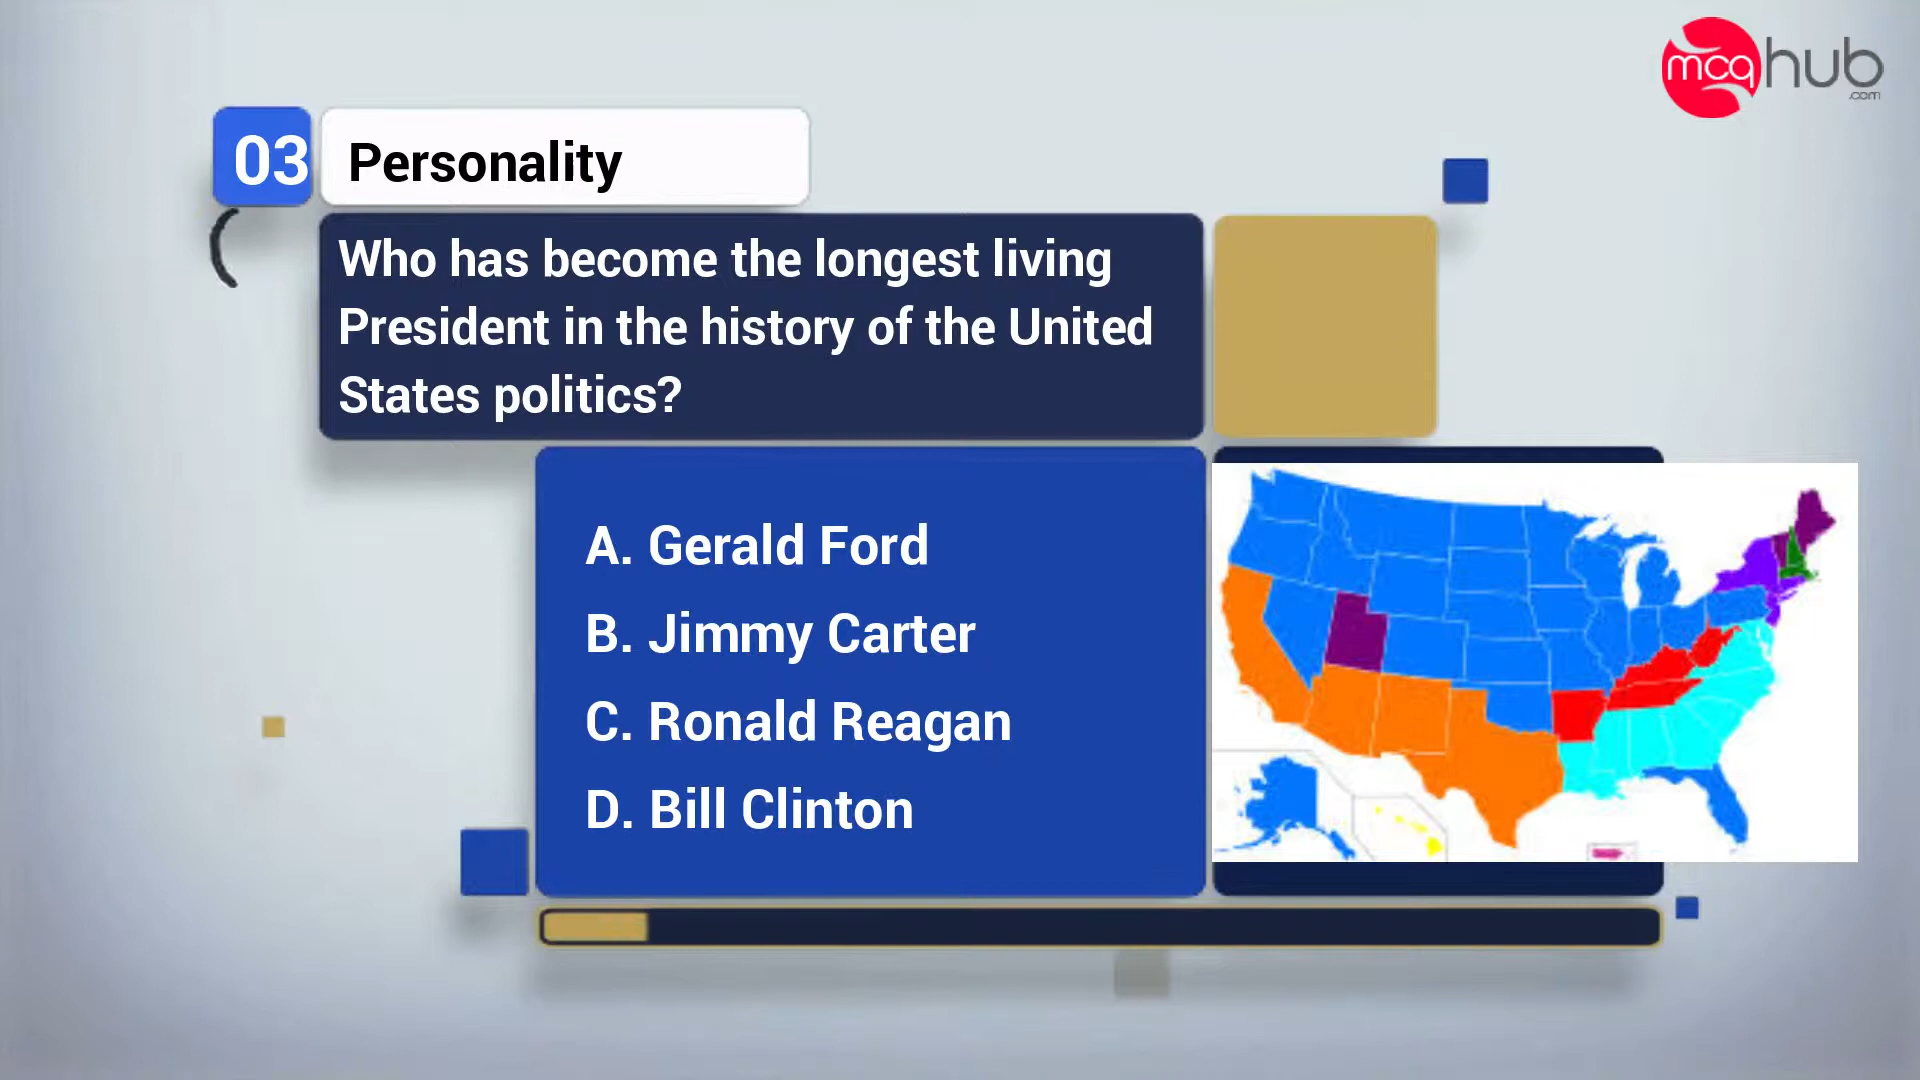 mcqhub
.com
03 Personality
Who has become the longest living
President in the history of the United
States politics?
A. Gerald Ford
B. Jimmy Carter
C. Ronald Reagan
D. Bill Clinton